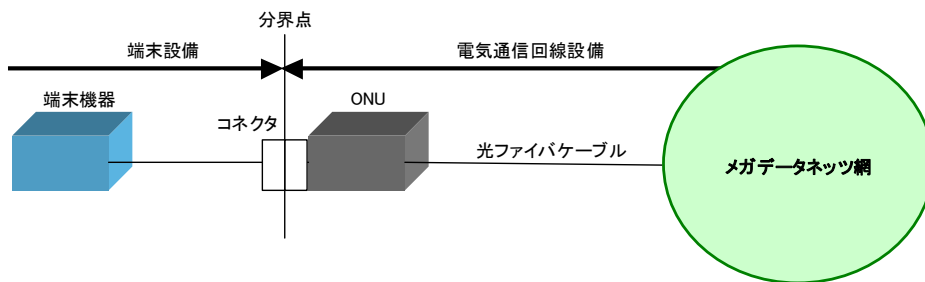 分界点
端末設備
電気通信回線設備
端末機器
ONU
コネクタ
光ファイバケーブル
メガデータネッツ網